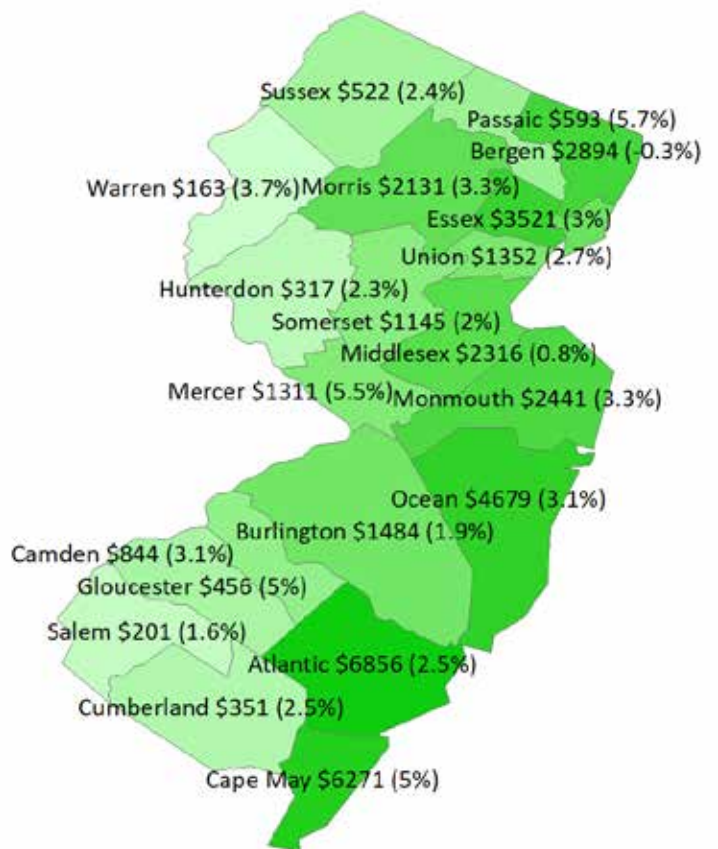 Sussex $522 (2.4%)
Passaic $593 (5.7%)
Bergen $2894 (-0.3%)
Warren $163 (3.7%)
Morris $2131 (3.3%)
Essex $3521 (3%)
Union $1352 (2.7%)
Hunterdon $317 (2.3%)
Somerset $1145 (2%)
Middlesex $2316 (0.8%)
Mercer $1311 (5.5%)
Monmouth $2441 (3.3%)
Ocean $4679 (3.1%)
Burlington $1484 (1.9%)
Camden $844 (3.1%)
Gloucester $456 (5%)
Salem $201 (1.6%)
Atlantic $6856 (2.5%)
Cumberland $351 (2.5%)
Cape May $6271 (5%)